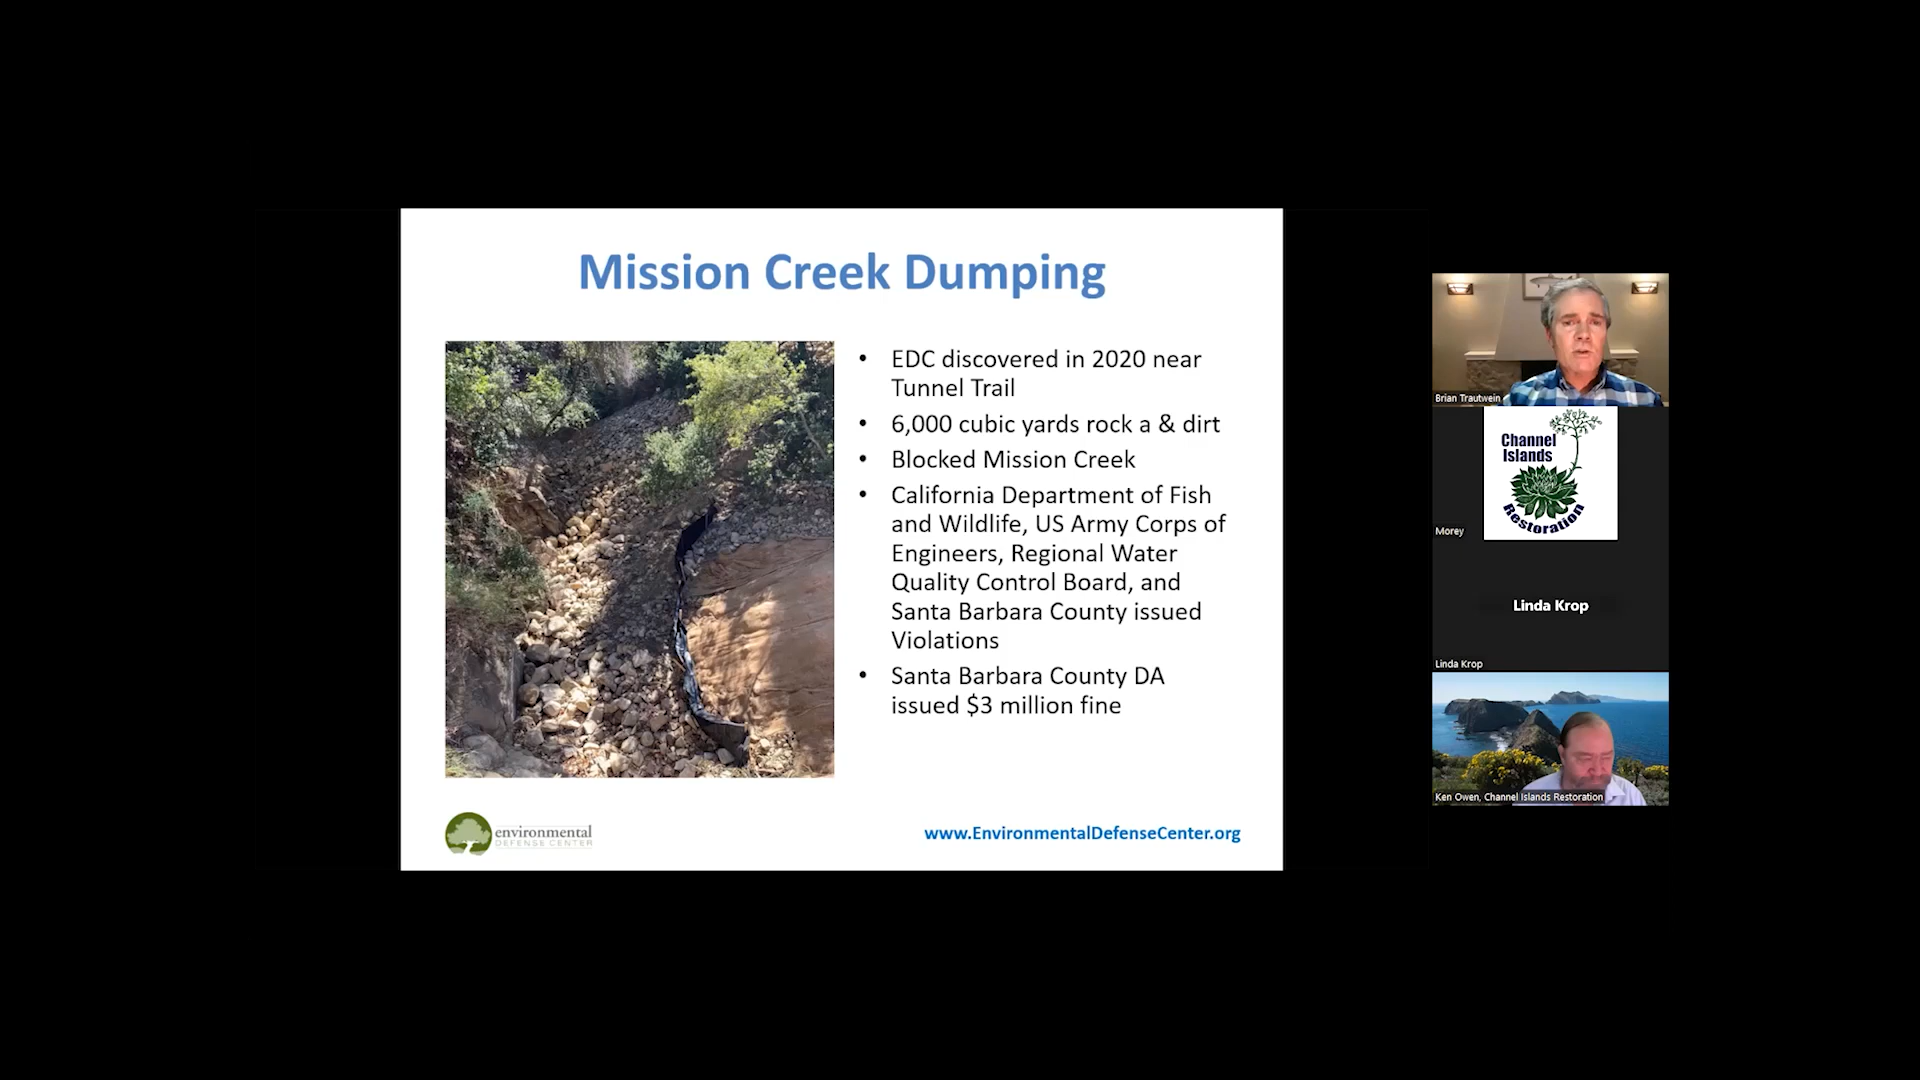 Mission Creek Dumping
• EDC discovered in 2020 near
Tunnel Trail
• 6,000 cubic yards rock a & dirt
• Blocked Mission Creek
• California Department of Fish
and Wildlife, US Army Corps of
Engineers, Regional Water
Quality Control Board, and
Santa Barbara County issued
Violations
• Santa Barbara County DA
issued $3 million fine
environmental
DEFENSE CENTER
www.EnvironmentalDefenseCenter.org
Brian Trautwein
Channel
Islands
Restoration
Morey
Linda Krop
Linda Krop
Ken Owen, Channel Islands Restoration